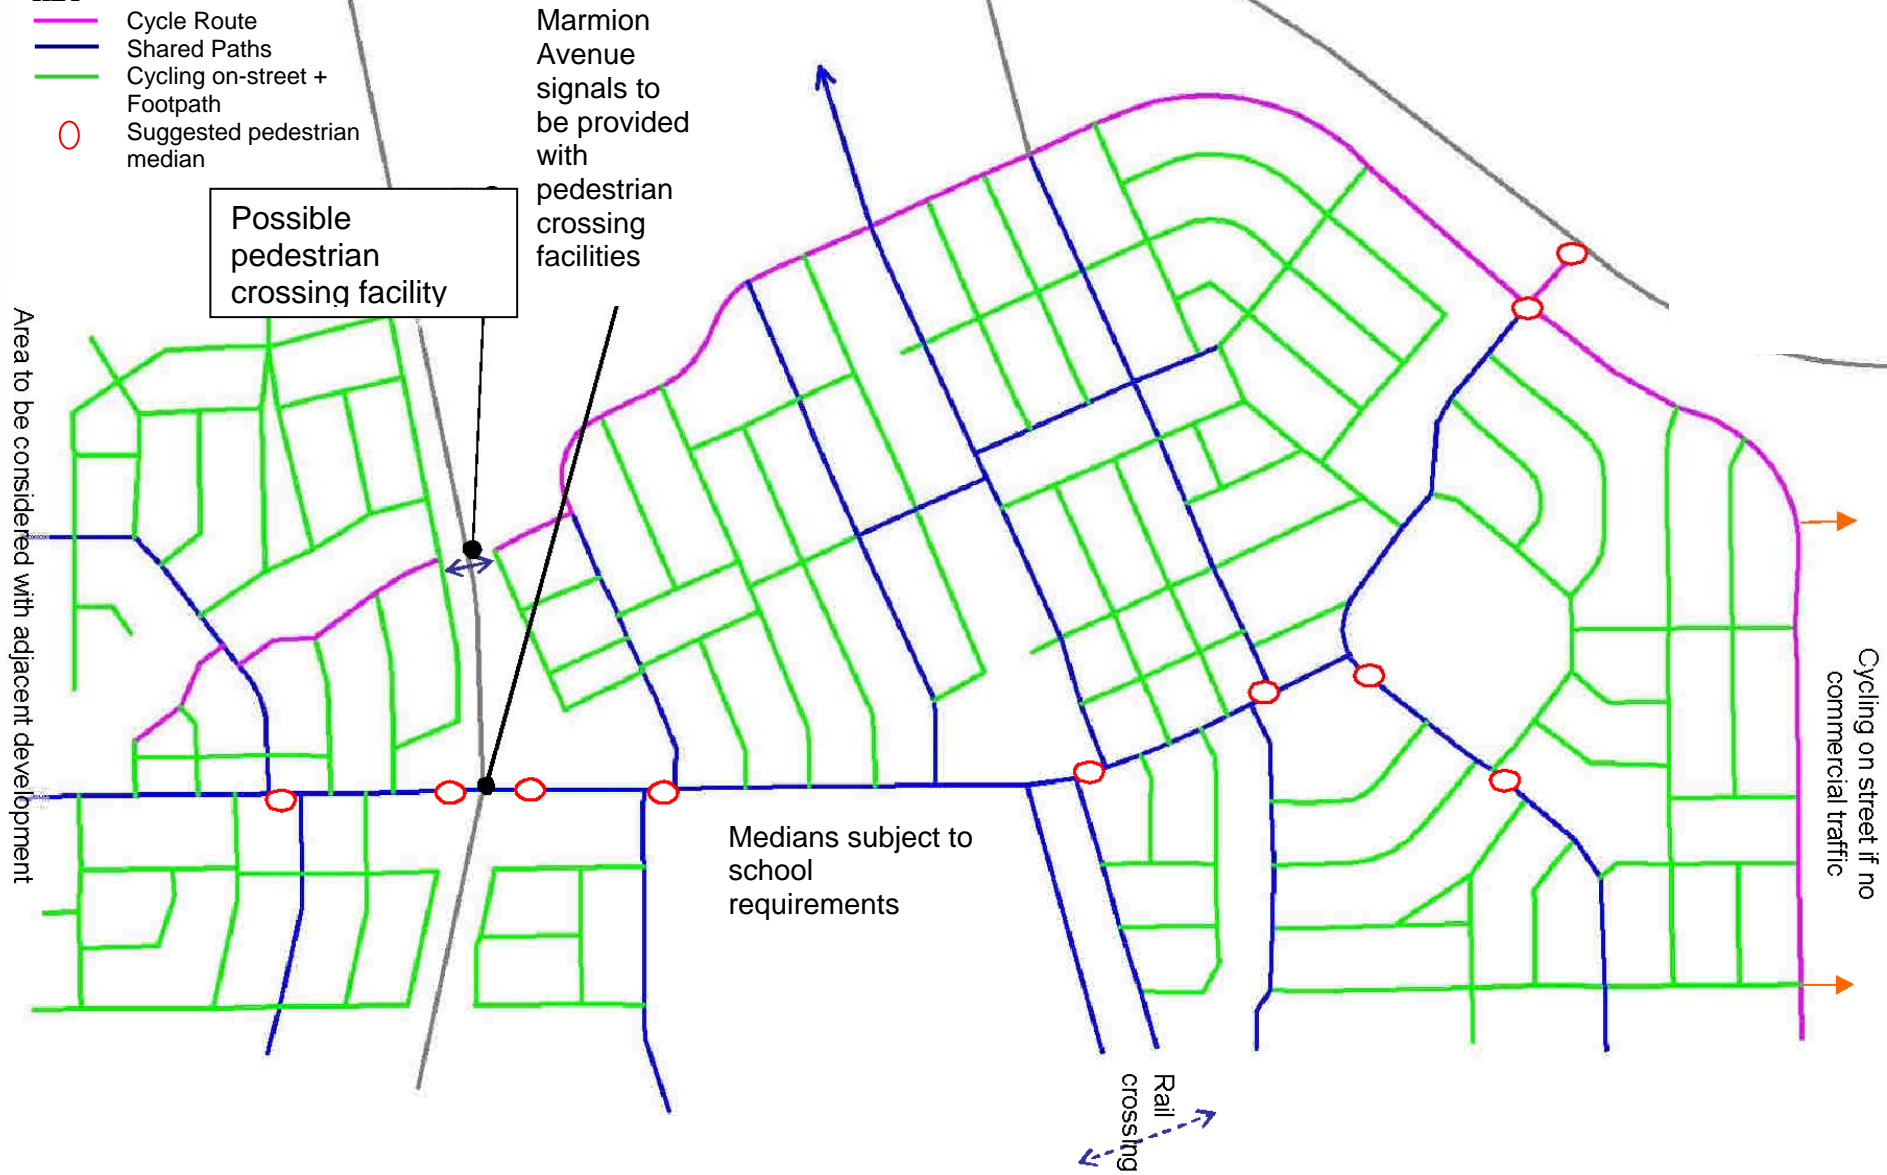 Cycle Route
Shared Paths
Cycling on-street +
Footpath
Suggested pedestrian
median
Marmion
Avenue
signals to
be provided
with
pedestrian
crossing
facilities
Possible
pedestrian
crossing facility
Area to be considered with adjacent development
Cycling on street if no
commercial traffic
Medians subject to
school
requirements
Rail
crossing